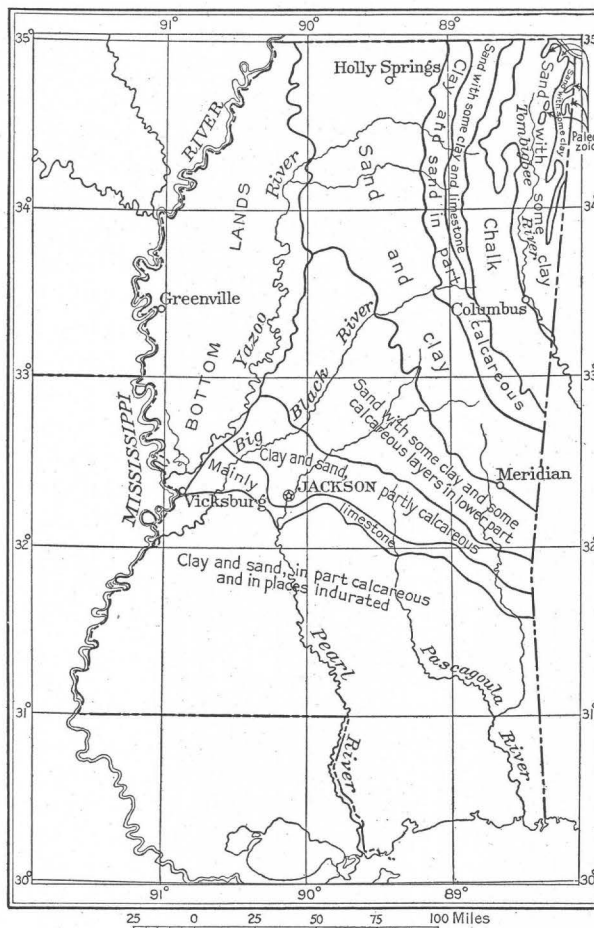 91°
90°
89°
35°
35°
Holly Springs
Clay and sand in part calcareous
Sand with some clay and limestone
Sand with some clay
Sand with some clay
Paleozoic
Tombigbee River
Chalk
RIVER
LANDS
River
Sand and clay
34°
34°
Greenville
Columbus
BOTTOM
Yazoo
River
Black
Big
33°
33°
MISSISSIPPI
Sand with some clay and some
calcareous layers in lower part
Clay and sand,
partly calcareous
Meridian
Mainly
limestone
JACKSON
Vicksburg
32°
32°
Clay and sand, in part calcareous
and in places indurated
Pearl
River
Pascagoula
River
31°
31°
30°
30°
91°
90°
89°
25 0 25 50 75 100 Miles